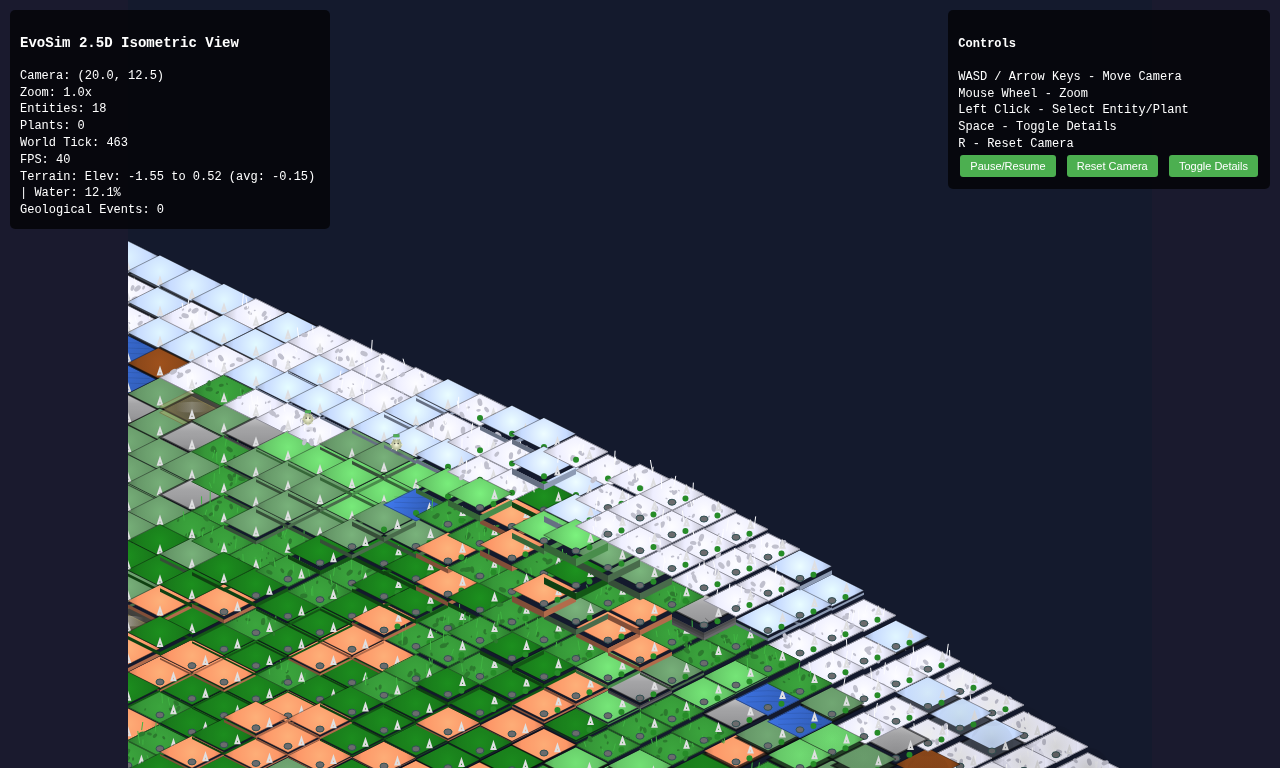 EvoSim 2.5D Isometric View
Camera: (20.0, 12.5)
Zoom: 1.0x
Entities: 18
Plants: 0
World Tick: 463
FPS: 40
Terrain: Elev: -1.55 to 0.52 (avg: -0.15)
| Water: 12.1%
Geological Events: 0
Controls
WASD / Arrow Keys - Move Camera
Mouse Wheel - Zoom
Left Click - Select Entity/Plant
Space - Toggle Details
R - Reset Camera
Pause/Resume Reset Camera Toggle Details